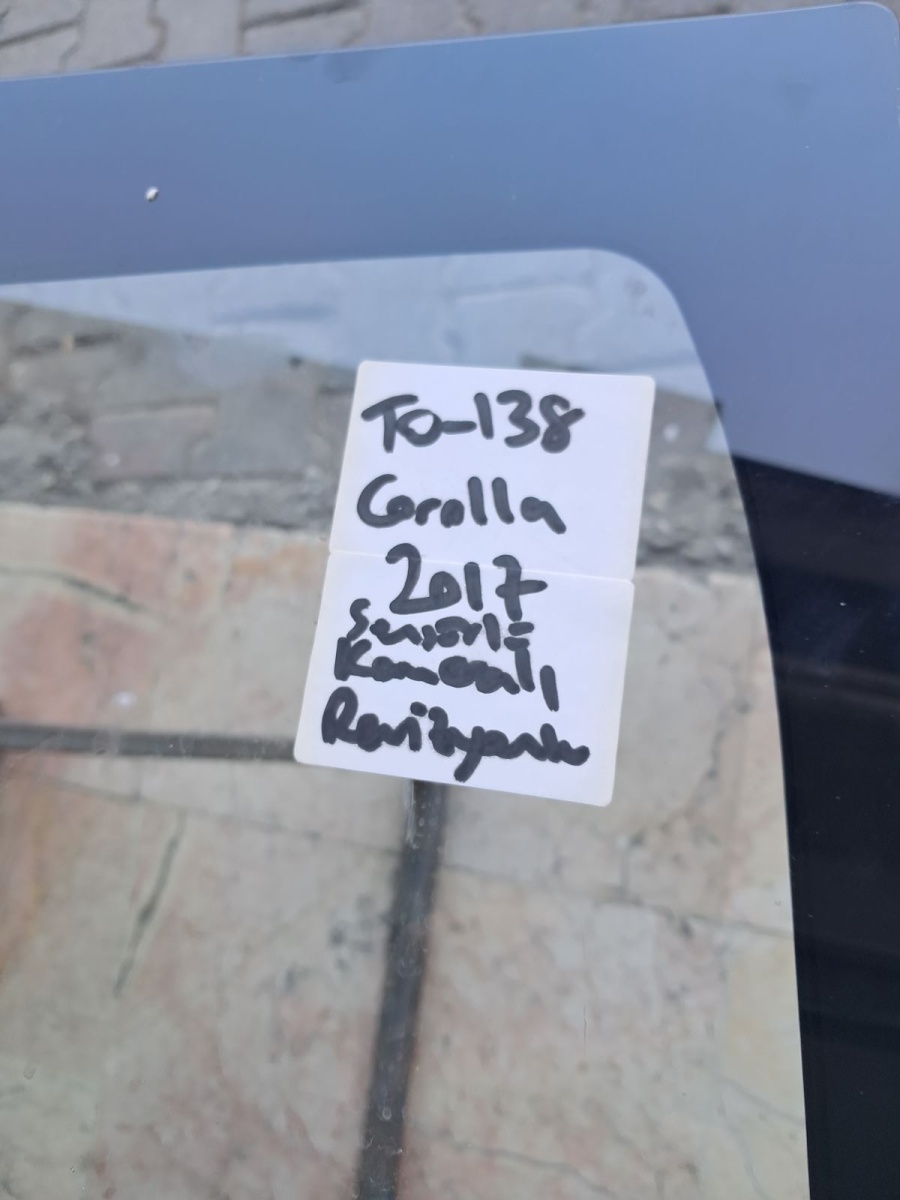 To-138
Corolla
2017
Sensörlü
Kameralı
Rezistanslı